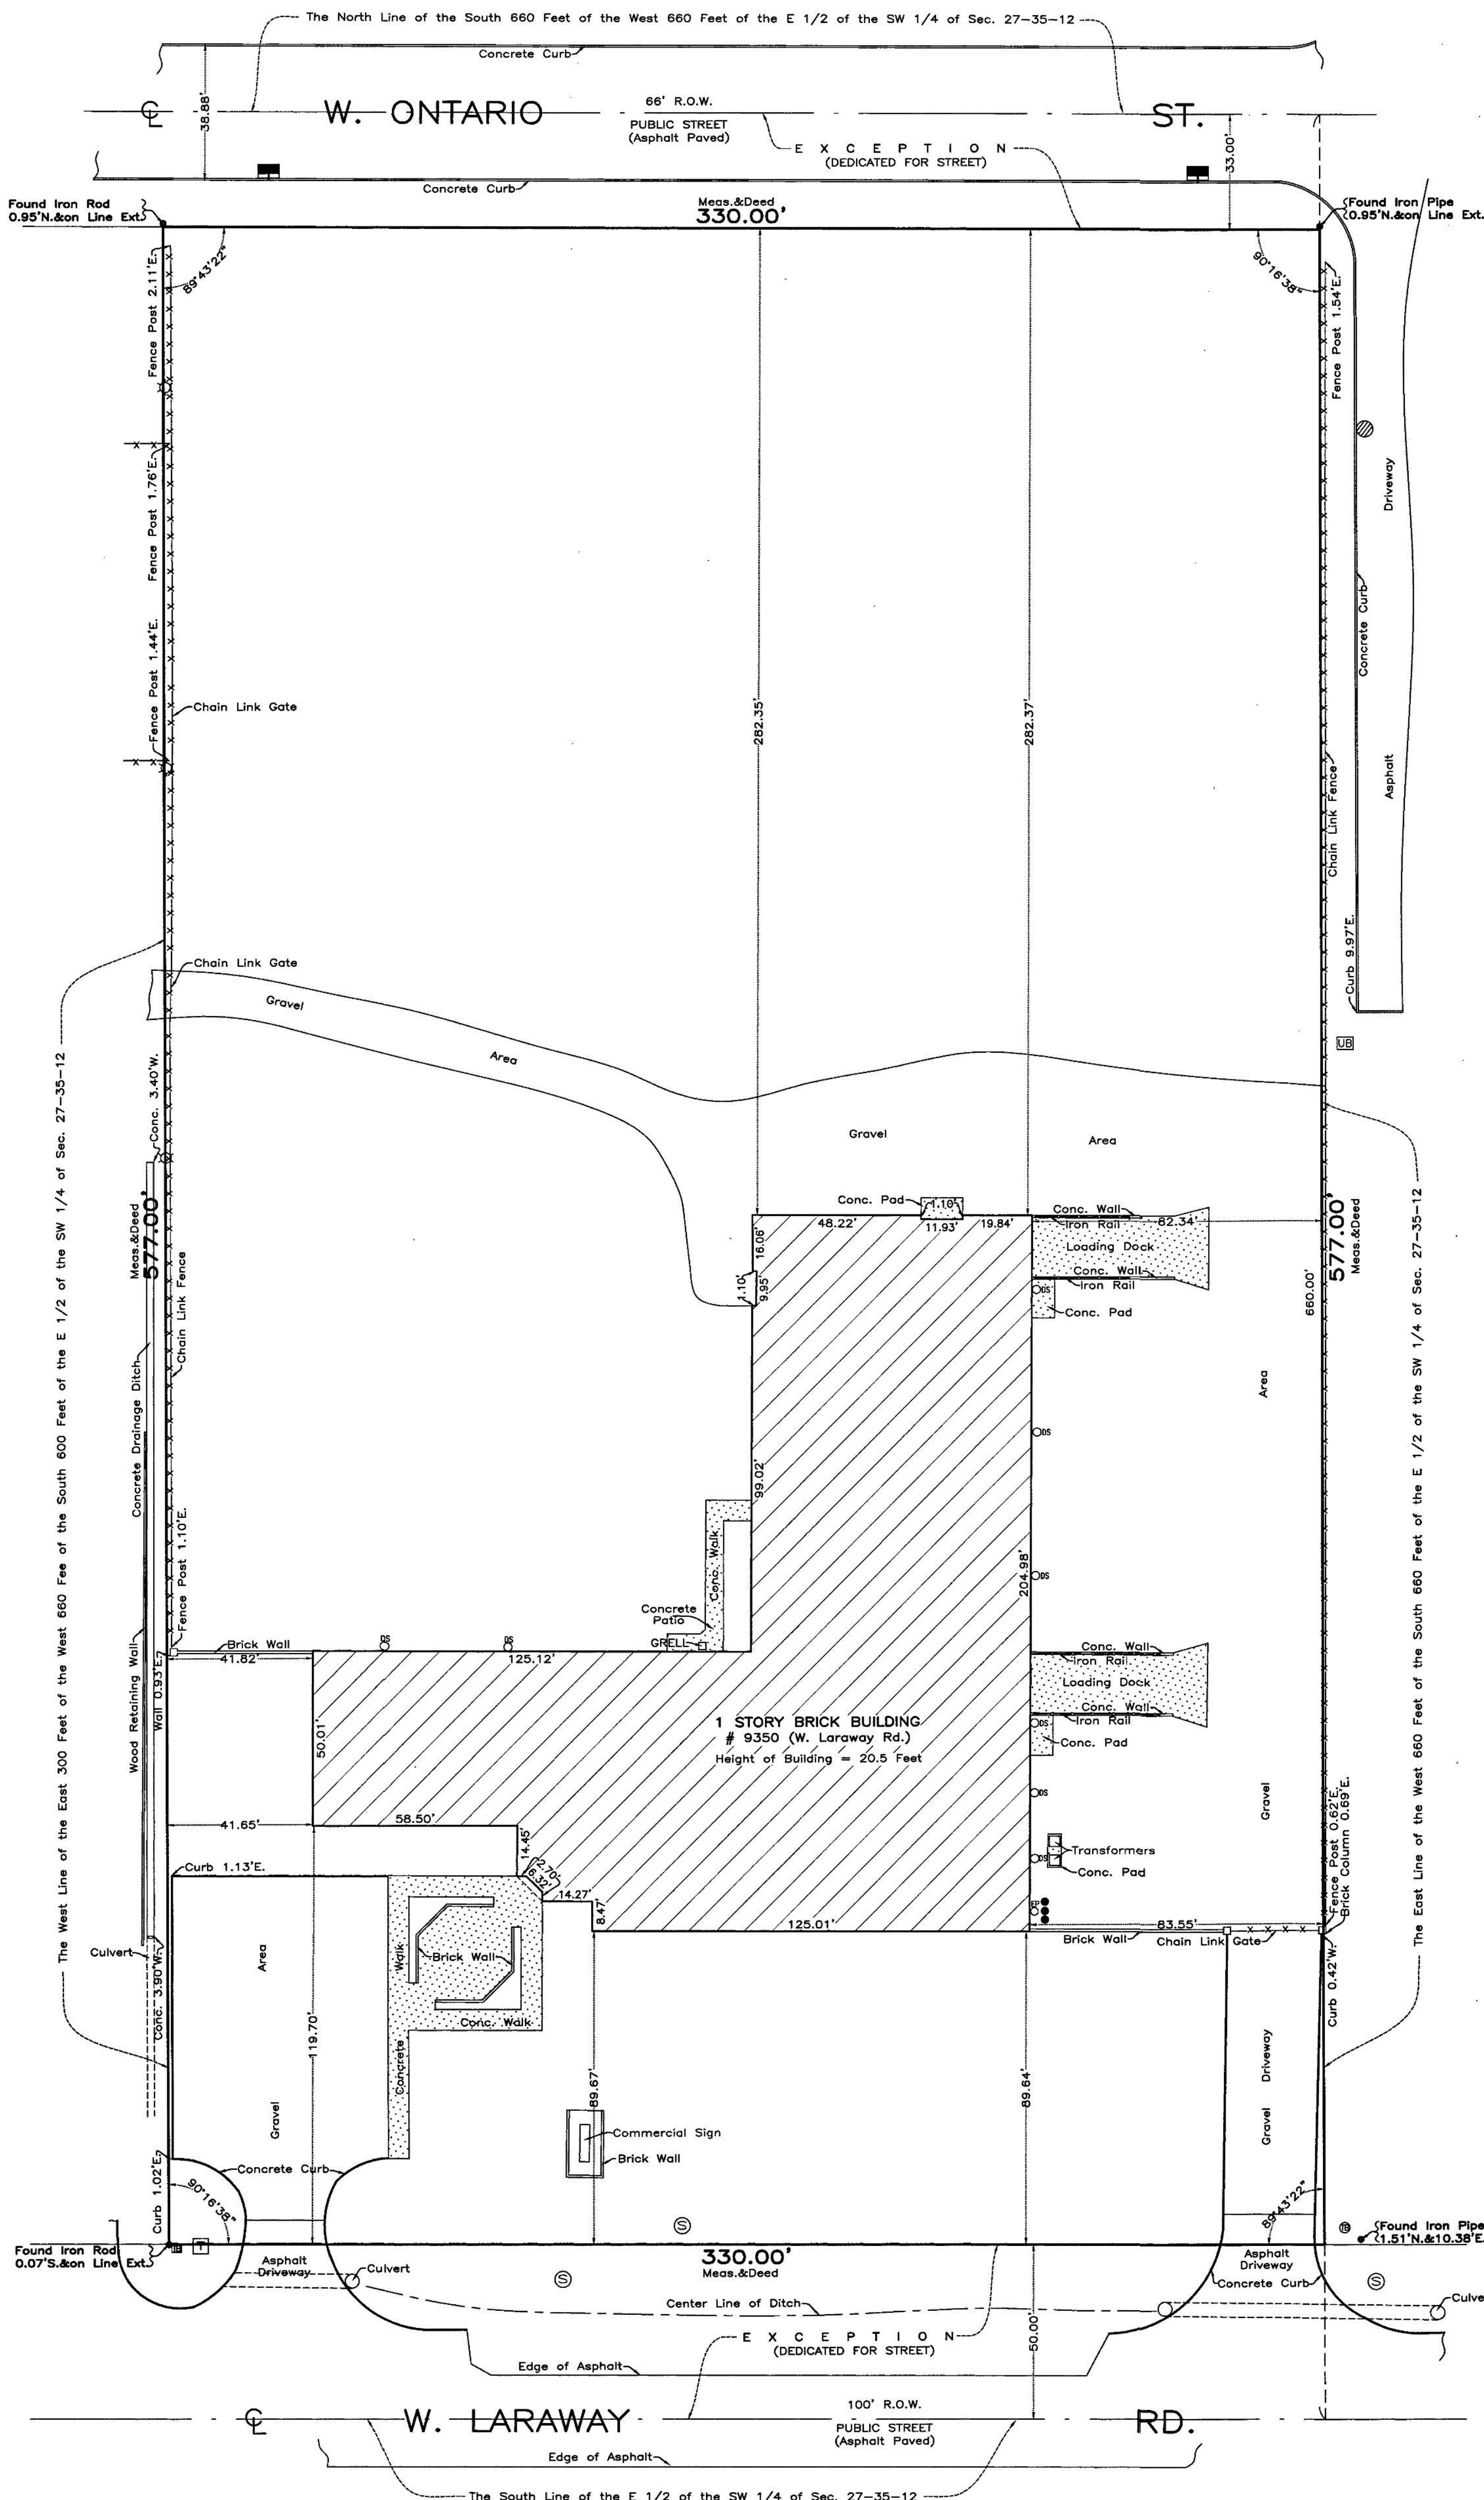 The North Line of the South 660 Feet of the West 660 Feet of the E 1/2 of the SW 1/4 of Sec. 27-35-12
Concrete Curb
38.88'
W. ONTARIO ST.
66' R.O.W.
PUBLIC STREET
(Asphalt Paved)
E X C E P T I O N
(DEDICATED FOR STREET)
33.00'
Concrete Curb
Found Iron Rod
0.95'N.&on Line Ext.
Meas.&Deed
330.00'
Found Iron Pipe
0.95'N.&on Line Ext.
89°43'22"
90°16'38"
Fence Post 2.11'E.
Fence Post 1.54'E.
Fence Post 1.76'E.
Driveway
Concrete Curb
Fence Post 1.44'E.
Chain Link Gate
282.35'
282.37'
Chain Link Fence
Asphalt
Curb 9.97'E.
Chain Link Gate
Gravel
Area
UB
Conc. 3.40'W.
Gravel
Area
The West Line of the East 300 Feet of the West 660 Fee of the South 600 Feet of the E 1/2 of the SW 1/4 of Sec. 27-35-12
The East Line of the West 660 Feet of the South 660 Feet of the E 1/2 of the SW 1/4 of Sec. 27-35-12
Meas.&Deed
577.00'
577.00'
Meas.&Deed
660.00'
Conc. Pad
1.10'
48.22'
11.93'
19.84'
Conc. Wall
Iron Rail
82.34'
Loading Dock
Conc. Wall
Iron Rail
DS
Conc. Pad
16.06'
1.10'
9.95'
Chain Link Fence
Concrete Drainage Ditch
Area
DS
99.02'
Conc. Walk
204.98'
DS
Fence Post 1.10'E.
Concrete
Patio
GRELL
Brick Wall
41.82'
DS
DS
125.12'
Conc. Wall
Iron Rail
Loading Dock
Conc. Wall
Iron Rail
DS
Conc. Pad
Wood Retaining Wall
Wall 0.93'E.
50.01'
1 STORY BRICK BUILDING
# 9350 (W. Laraway Rd.)
Height of Building = 20.5 Feet
DS
Gravel
41.65'
58.50'
14.45'
2.70'
6.32'
14.27'
8.47'
Transformers
DS
Conc. Pad
EP
Fence Post 0.62'E.
Brick Column 0.69'E.
Curb 1.13'E.
125.01'
83.55'
Brick Wall
Chain Link Gate
Culvert
Conc. 3.90'W.
Area
Walk
Brick Wall
Conc. Walk
Concrete
Curb 0.42'W.
119.70'
89.67'
89.64'
Gravel Driveway
Gravel
Commercial Sign
Brick Wall
Concrete Curb
Curb 1.02'E.
90°16'38"
89°43'22"
S
Found Iron Rod
0.07'S.&on Line Ext.
T
Found Iron Pipe
1.51'N.&10.38'E.
Asphalt
Driveway
Culvert
S
330.00'
Meas.&Deed
Asphalt
Driveway
Concrete Curb
S
Culve
Center Line of Ditch
E X C E P T I O N
(DEDICATED FOR STREET)
50.00'
Edge of Asphalt
W. LARAWAY RD.
100' R.O.W.
PUBLIC STREET
(Asphalt Paved)
Edge of Asphalt
The South Line of the E 1/2 of the SW 1/4 of Sec. 27-35-12